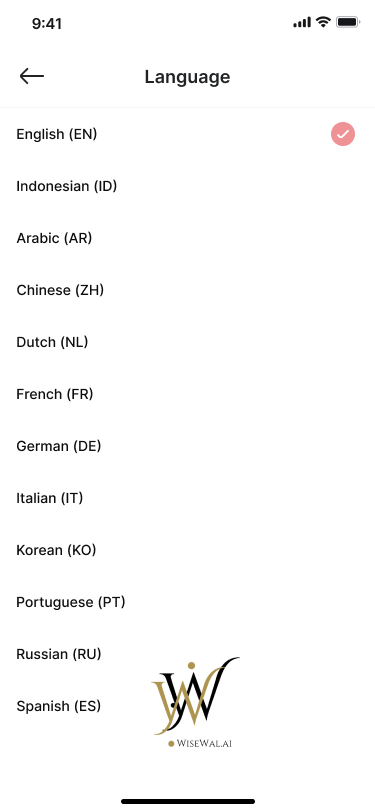 9:41
Language
English (EN)
Indonesian (ID)
Arabic (AR)
Chinese (ZH)
Dutch (NL)
French (FR)
German (DE)
Italian (IT)
Korean (KO)
Portuguese (PT)
Russian (RU)
Spanish (ES)
WISEWAL.AI